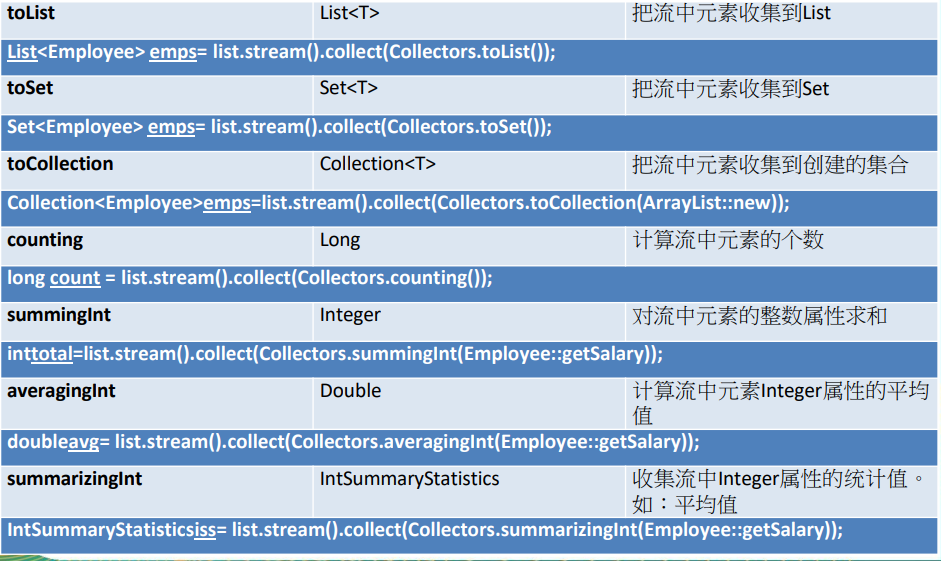 toList List<T> 把流中元素收集到List
List<Employee> emps= list.stream().collect(Collectors.toList());
toSet Set<T> 把流中元素收集到Set
Set<Employee> emps= list.stream().collect(Collectors.toSet());
toCollection Collection<T> 把流中元素收集到创建的集合
Collection<Employee>emps=list.stream().collect(Collectors.toCollection(ArrayList::new));
counting Long 计算流中元素的个数
long count = list.stream().collect(Collectors.counting());
summingInt Integer 对流中元素的整数属性求和
inttotal=list.stream().collect(Collectors.summingInt(Employee::getSalary));
averagingInt Double 计算流中元素Integer属性的平均
值
doubleavg= list.stream().collect(Collectors.averagingInt(Employee::getSalary));
summarizingInt IntSummaryStatistics 收集流中Integer属性的统计值。
如：平均值
IntSummaryStatisticsiss= list.stream().collect(Collectors.summarizingInt(Employee::getSalary));